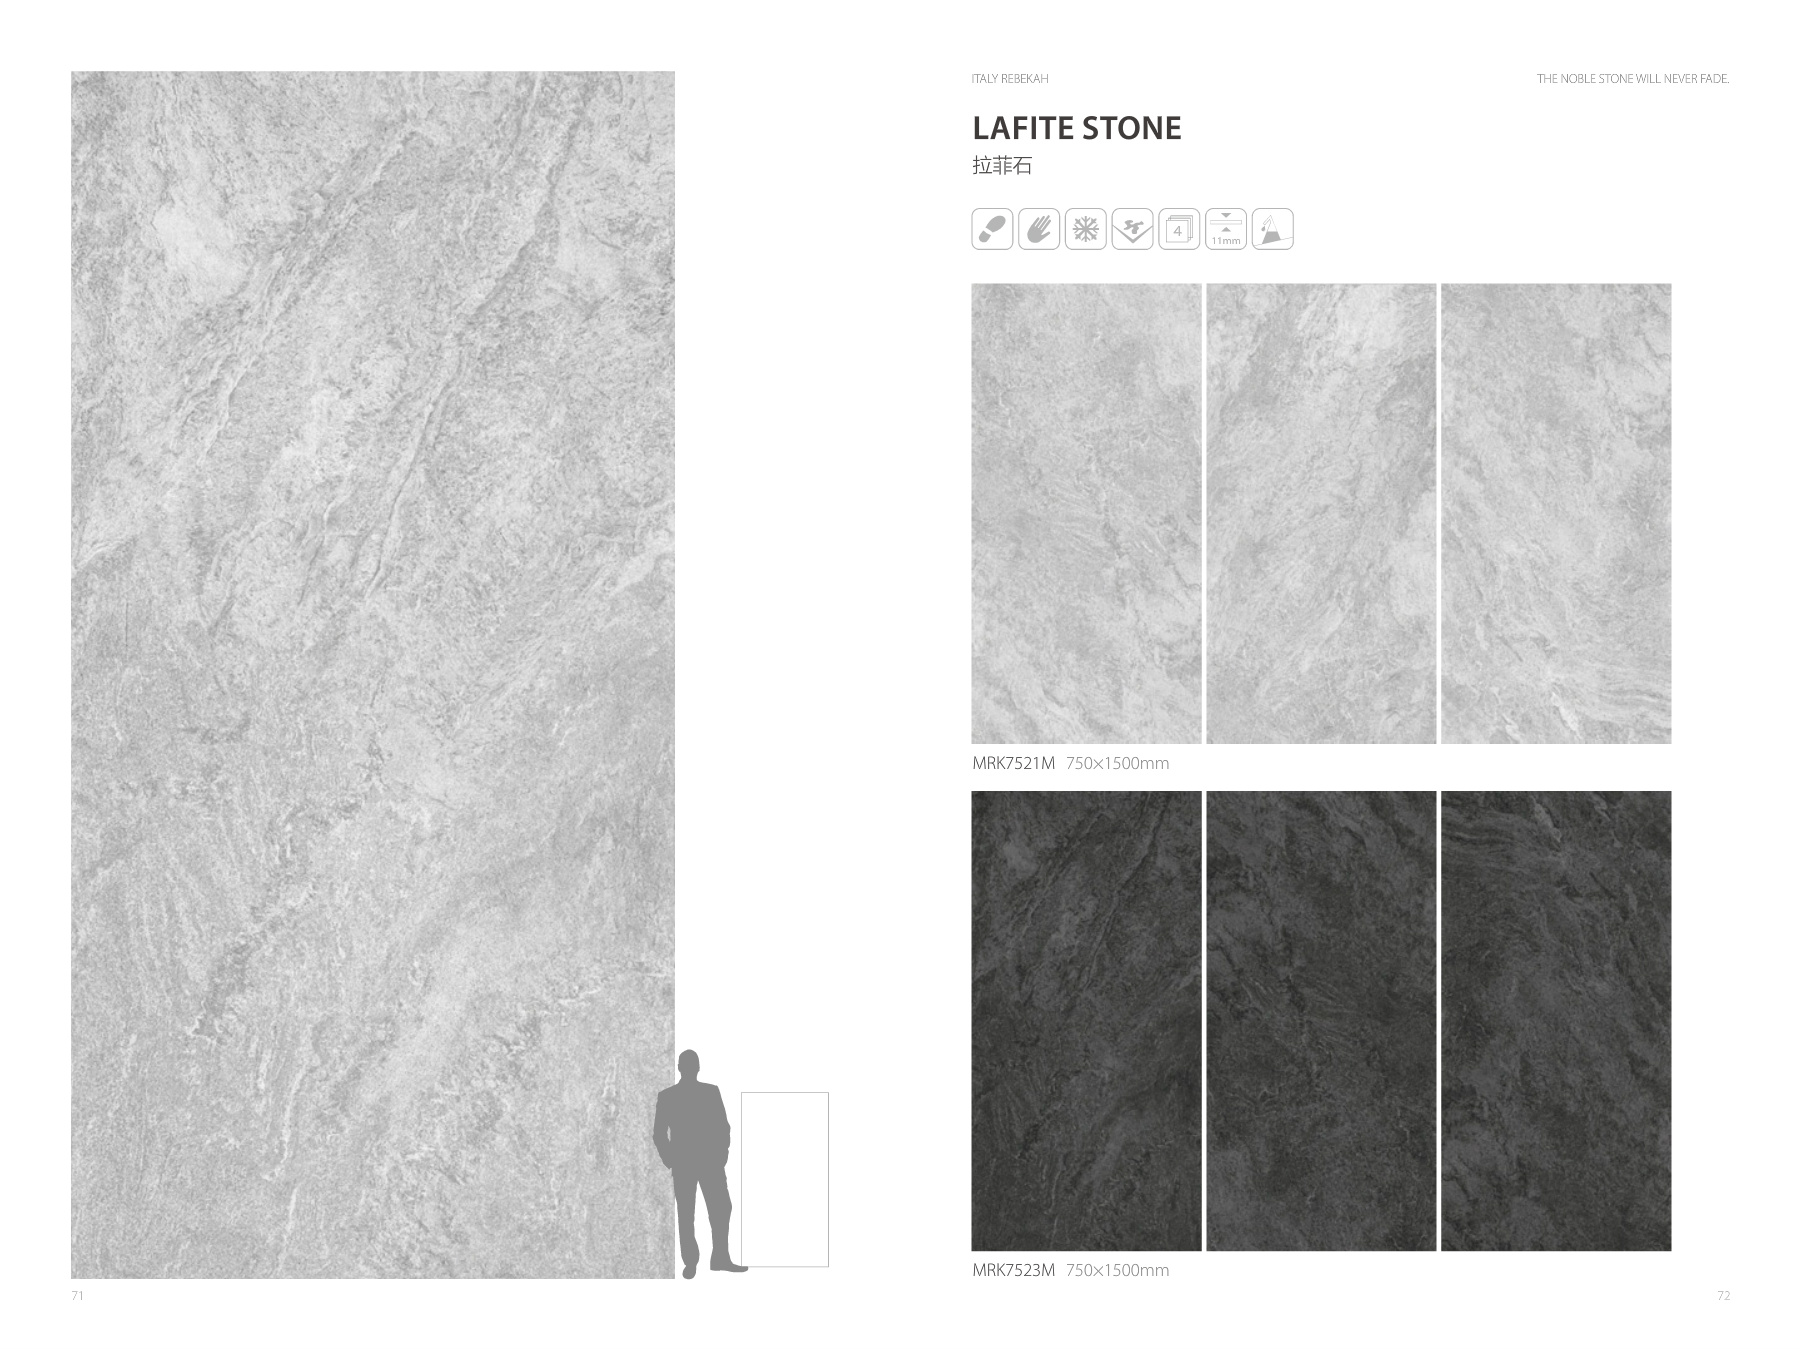 ITALY REBEKAH
THE NOBLE STONE WILL NEVER FADE.
LAFITE STONE
拉菲石
4
11mm
MRK7521M 750×1500mm
MRK7523M 750×1500mm
71
72